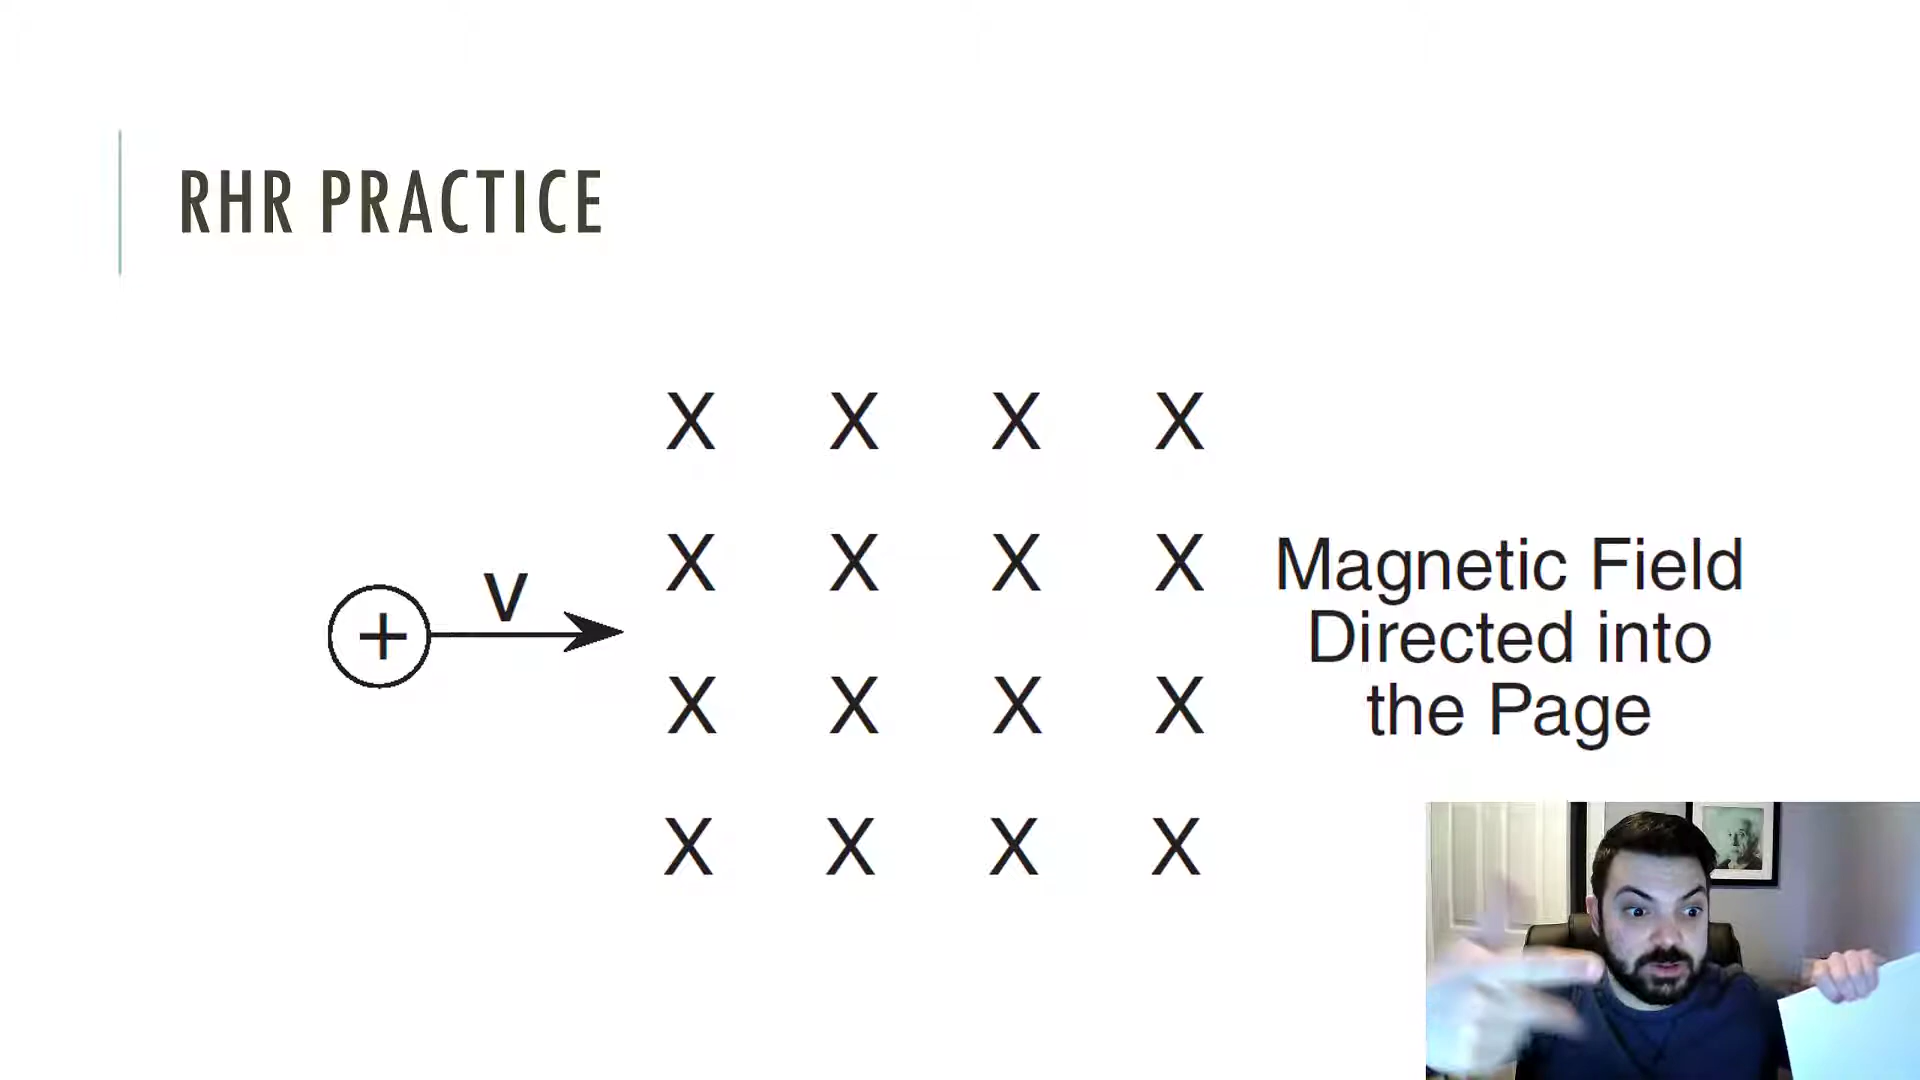 RHR PRACTICE
X X X X
X X X X
+ V
Magnetic Field
Directed into
the Page
X X X X
X X X X